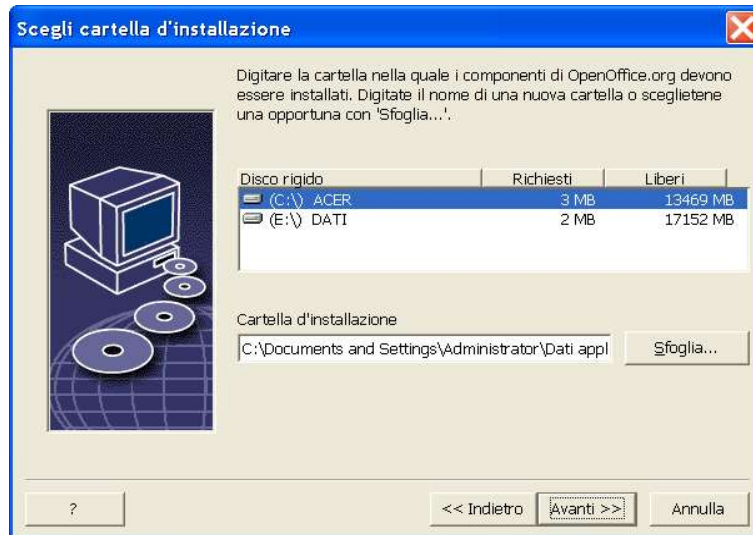 Scegli cartella d'installazione
Digitare la cartella nella quale i componenti di OpenOffice.org devono
essere installati. Digitate il nome di una nuova cartella o sceglietene
una opportuna con 'Sfoglia...'.
Disco rigido Richiesti Liberi
(C:\) ACER 3 MB 13469 MB
(E:\) DATI 2 MB 17152 MB
Cartella d'installazione
C:\Documents and Settings\Administrator\Dati appl Sfoglia...
? << Indietro Avanti >> Annulla